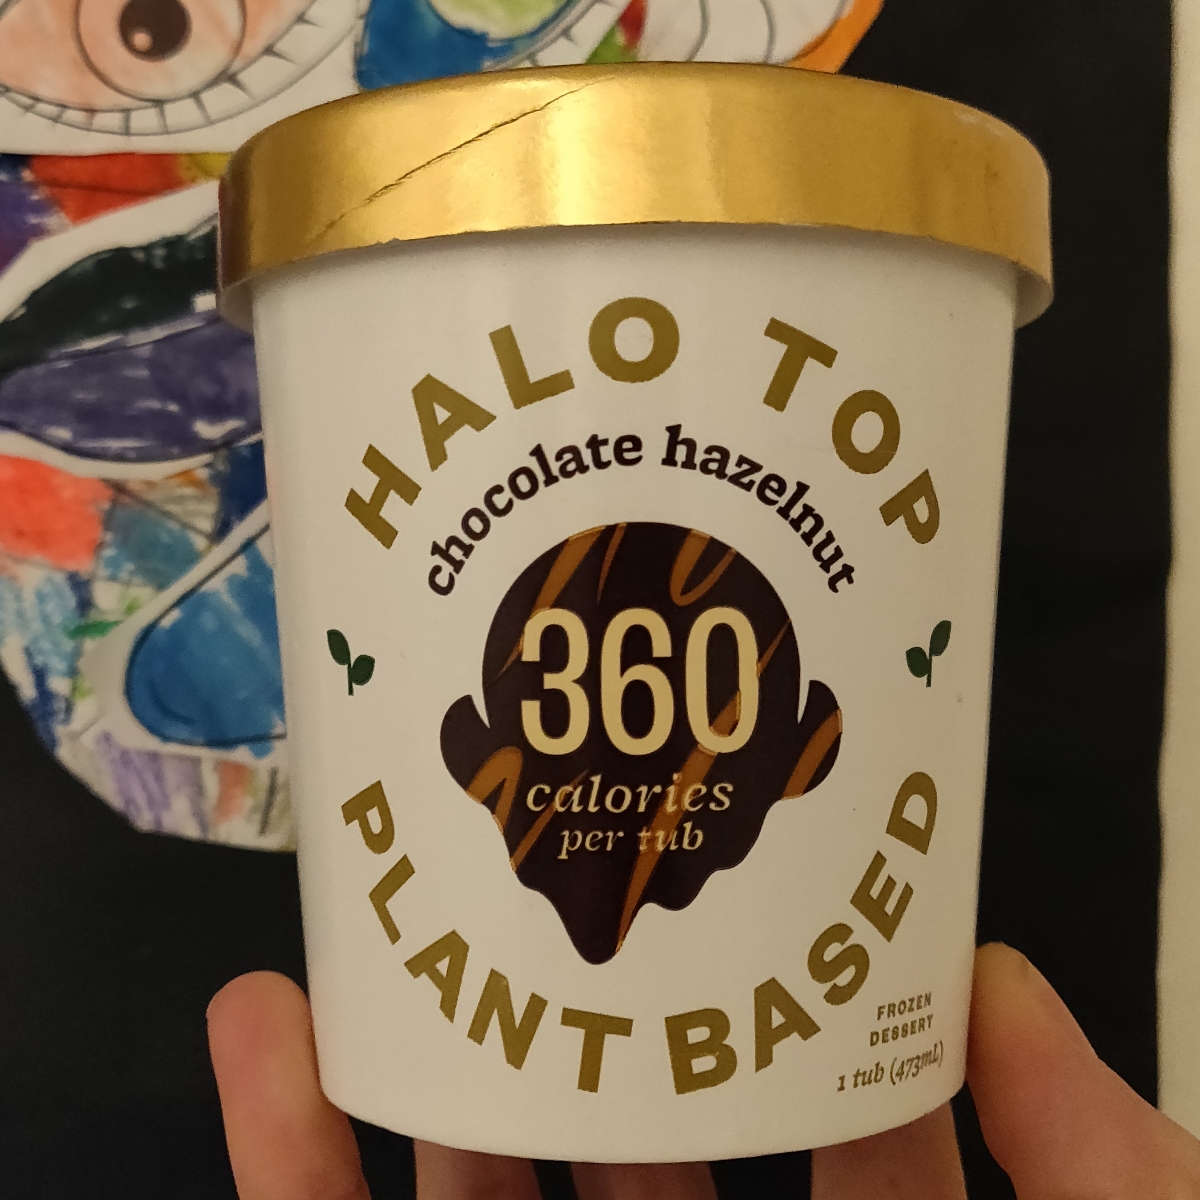 HALO TOP
chocolate hazelnut
360
calories
per tub
PLANT BASED
FROZEN
DESSERT
1 tub (473mL)